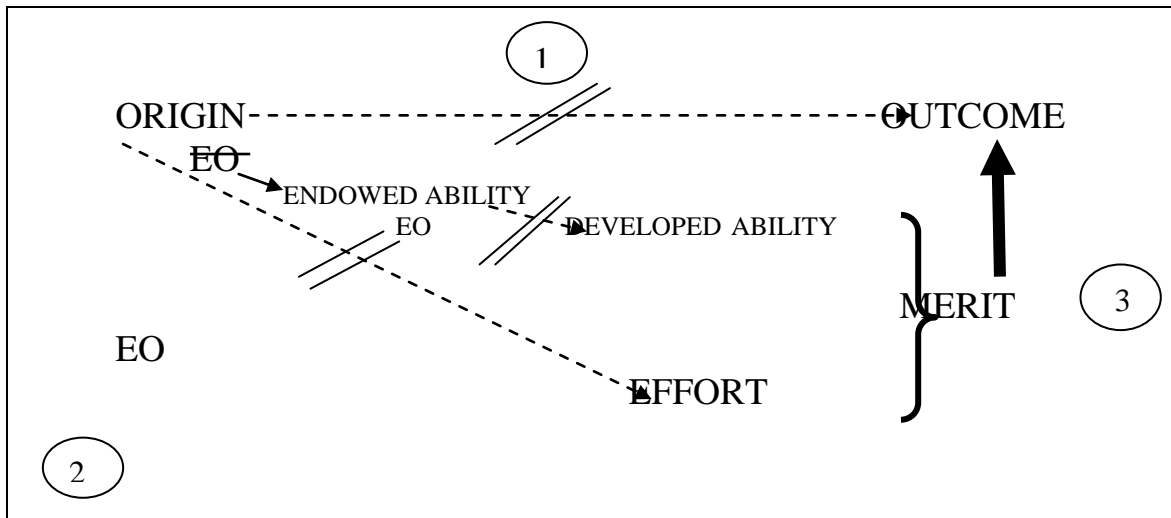 1
ORIGIN OUTCOME
EO
ENDOWED ABILITY
EO DEVELOPED ABILITY
MERIT 3
EO
EFFORT
2